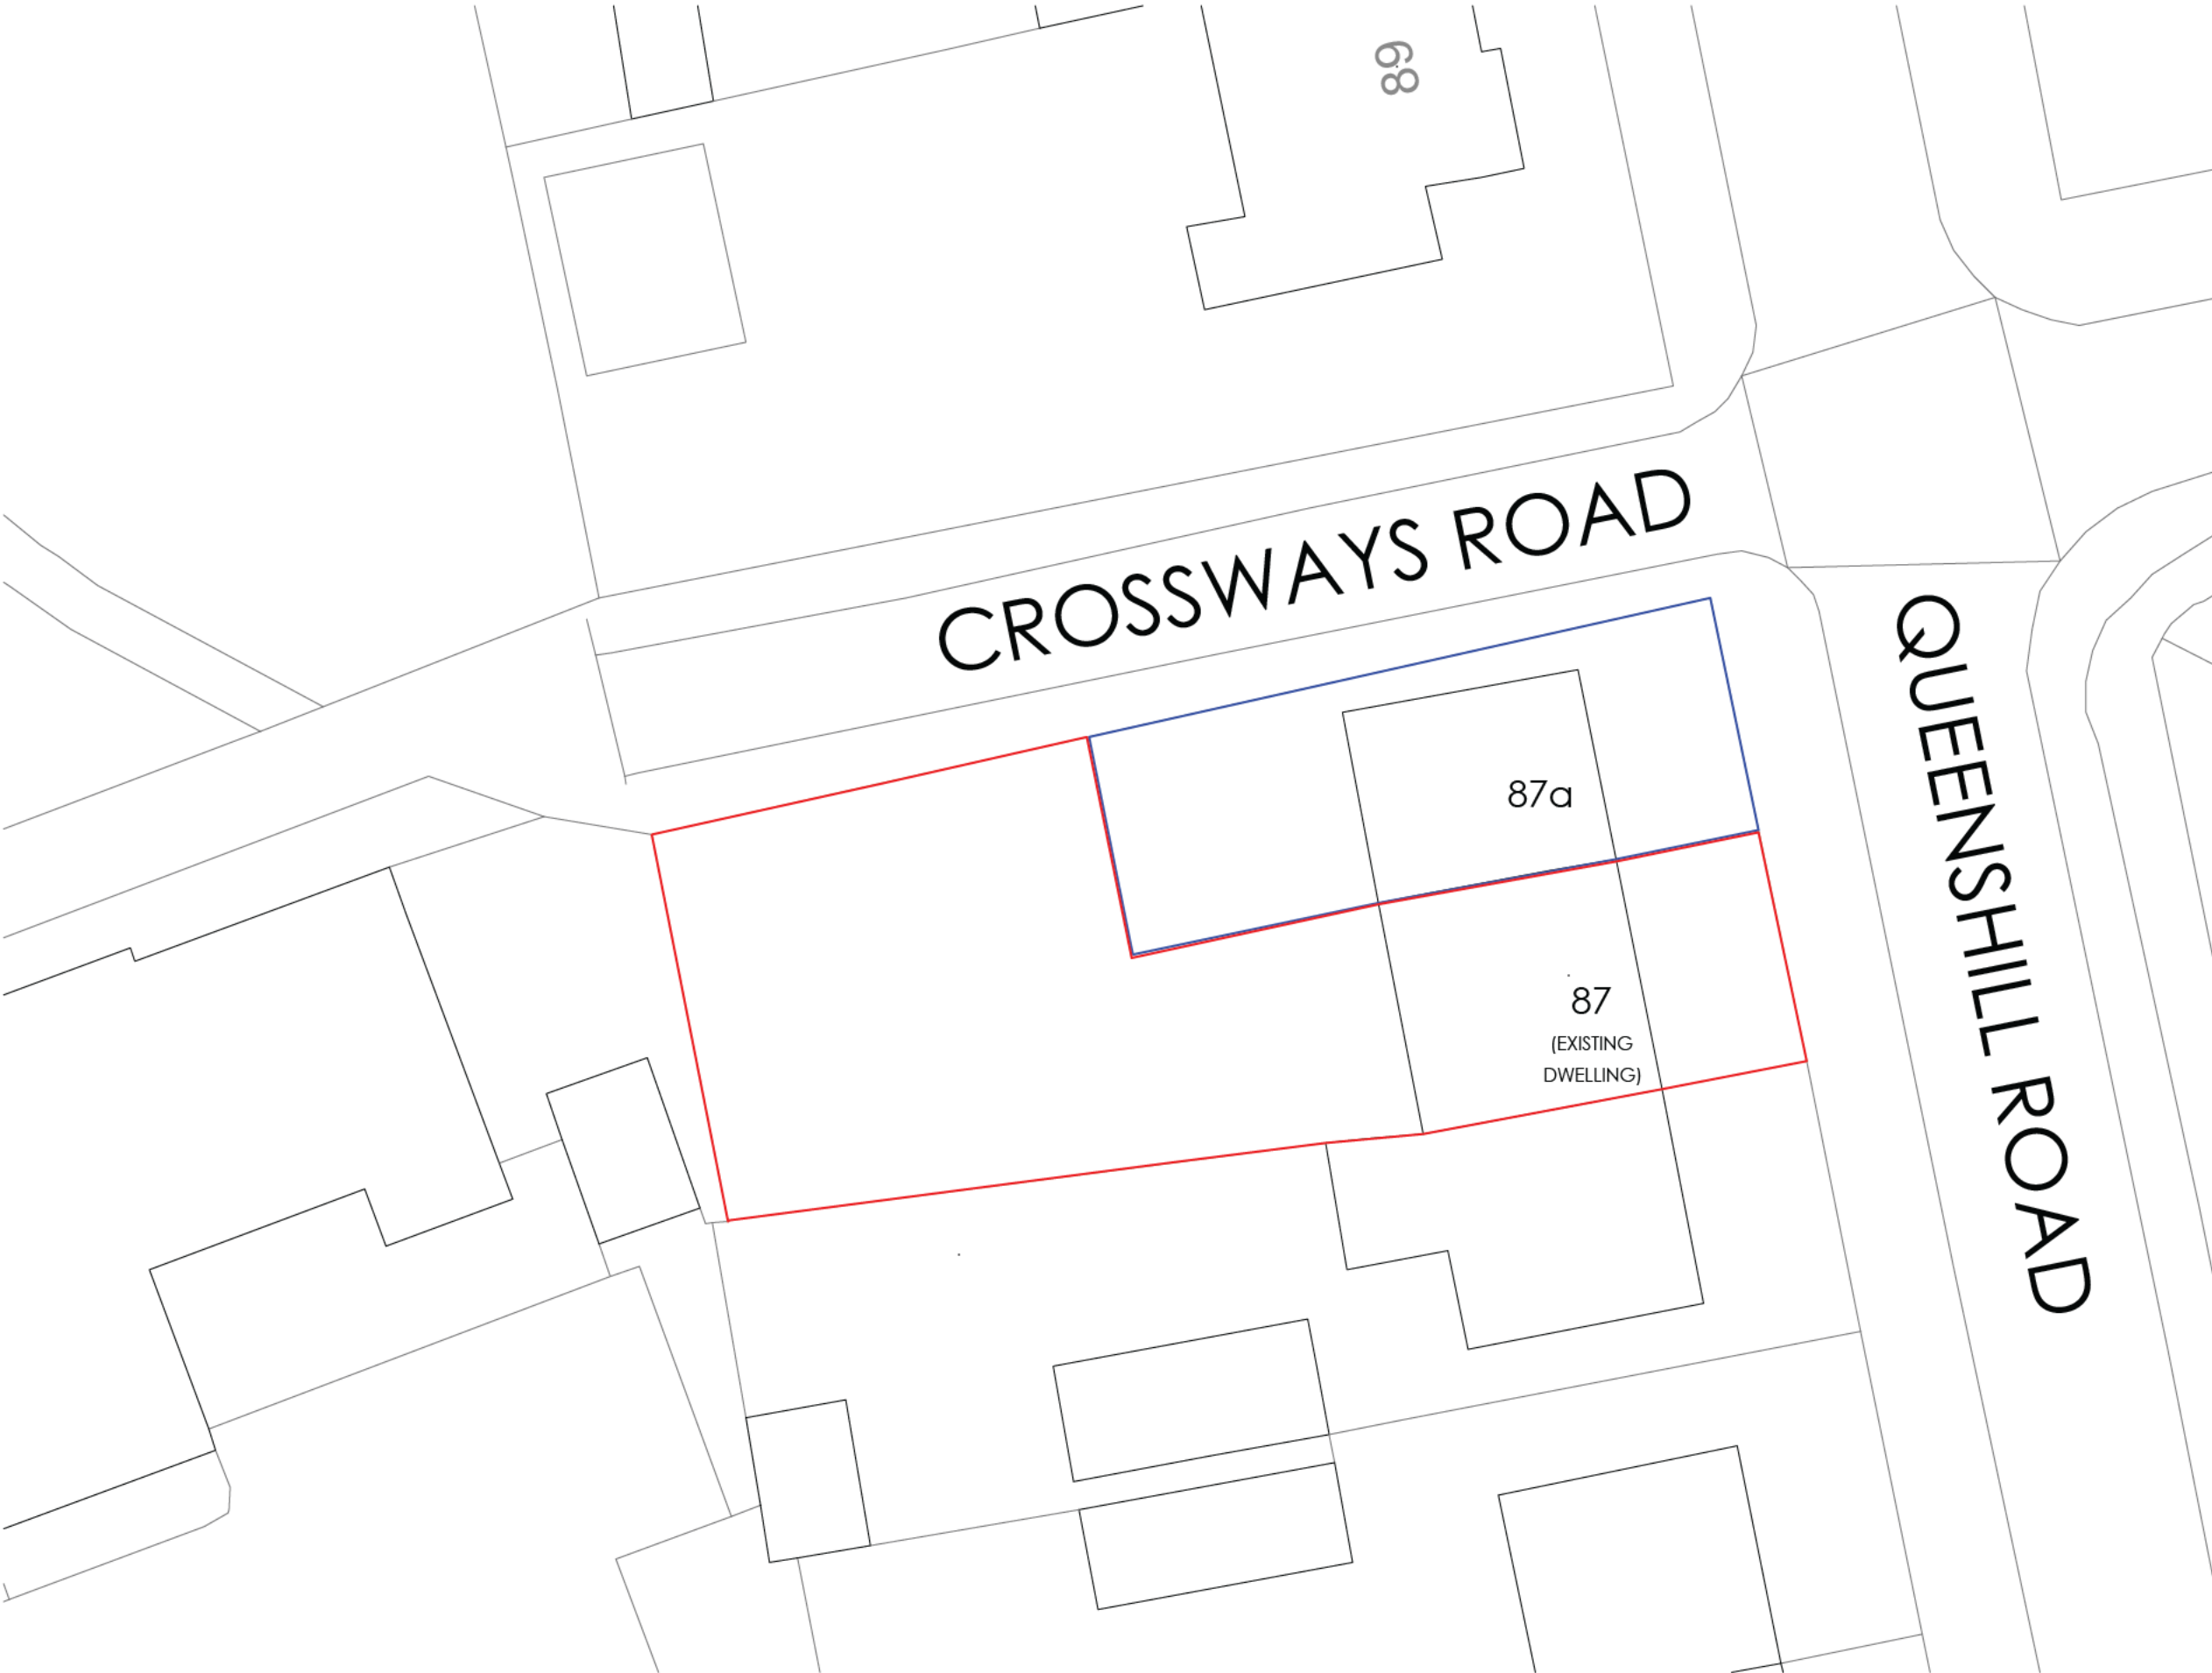 89
CROSSWAYS ROAD
QUEENSHILL ROAD
87a
87
(EXISTING
DWELLING)